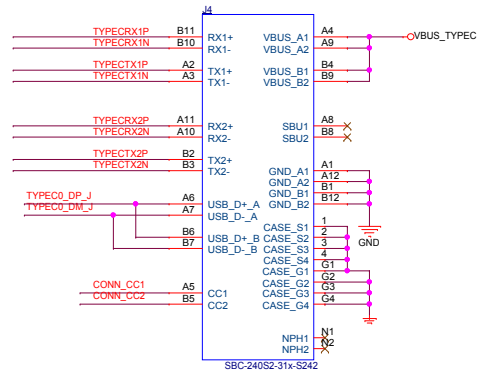 J4
TYPECRX1P B11 RX1+ VBUS_A1 A4 VBUS_TYPEC
TYPECRX1N B10 RX1- VBUS_A2 A9
TYPECTX1P A2 TX1+ VBUS_B1 B4
TYPECTX1N A3 TX1- VBUS_B2 B9
TYPECRX2P A11 RX2+ SBU1 A8
TYPECRX2N A10 RX2- SBU2 B8
TYPECTX2P B2 TX2+ GND_A1 A1
TYPECTX2N B3 TX2- GND_A2 A12
GND_B1 B1
TYPEC0_DP_J A6 USB_D+_A GND_B2 B12
TYPEC0_DM_J A7 USB_D-_A
GND
CASE_S1 1
B6 USB_D+_B CASE_S2 2
B7 USB_D-_B CASE_S3 3
CASE_S4 4
CASE_G1 G1
CONN_CC1 A5 CC1 CASE_G2 G2
CONN_CC2 B5 CC2 CASE_G3 G3
CASE_G4 G4
NPH1 N1
NPH2 N2
SBC-240S2-31x-S242